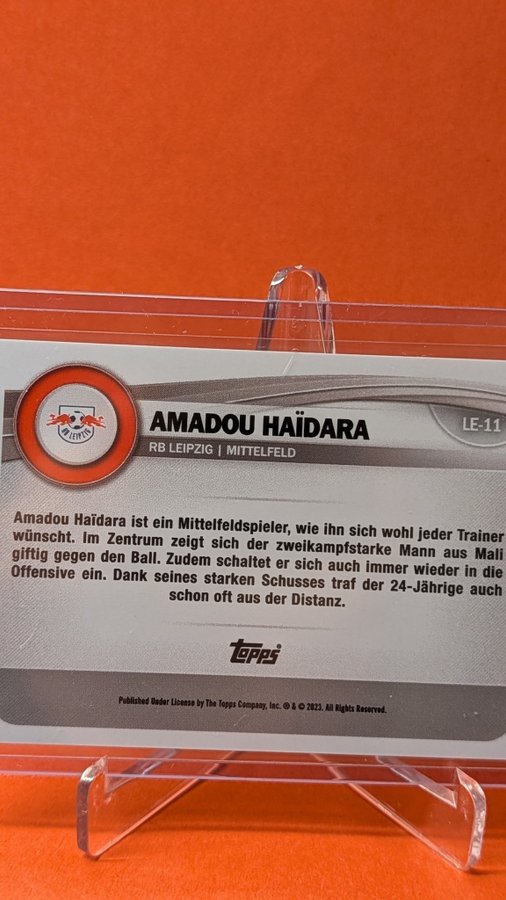 AMADOU HAÏDARA
LE-11
RB LEIPZIG | MITTELFELD
RB LEIPZIG
Amadou Haïdara ist ein Mittelfeldspieler, wie ihn sich wohl jeder Trainer
wünscht. Im Zentrum zeigt sich der zweikampfstarke Mann aus Mali
giftig gegen den Ball. Zudem schaltet er sich auch immer wieder in die
Offensive ein. Dank seines starken Schusses traf der 24-Jährige auch
schon oft aus der Distanz.
Topps
Published Under License by The Topps Company, Inc. ® & © 2023. All Rights Reserved.